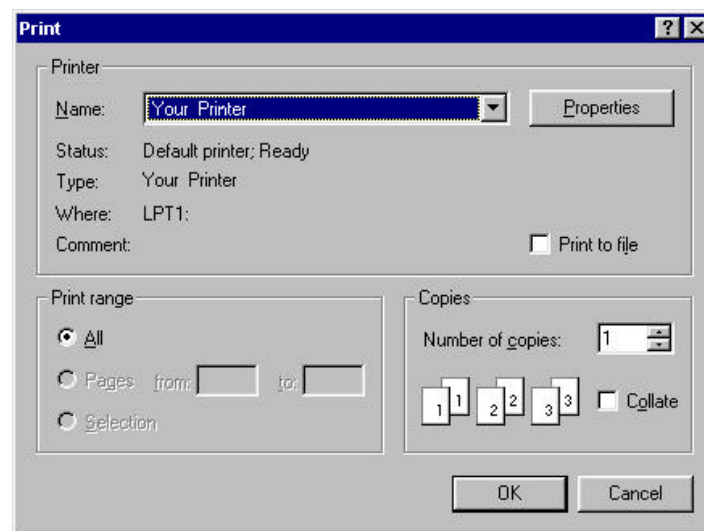 Print
Printer
Name: Your Printer Properties
Status: Default printer; Ready
Type: Your Printer
Where: LPT1:
Comment: Print to file
Print range
All
Pages from: to:
Selection
Copies
Number of copies: 1
1 1 2 2 3 3 Collate
OK Cancel